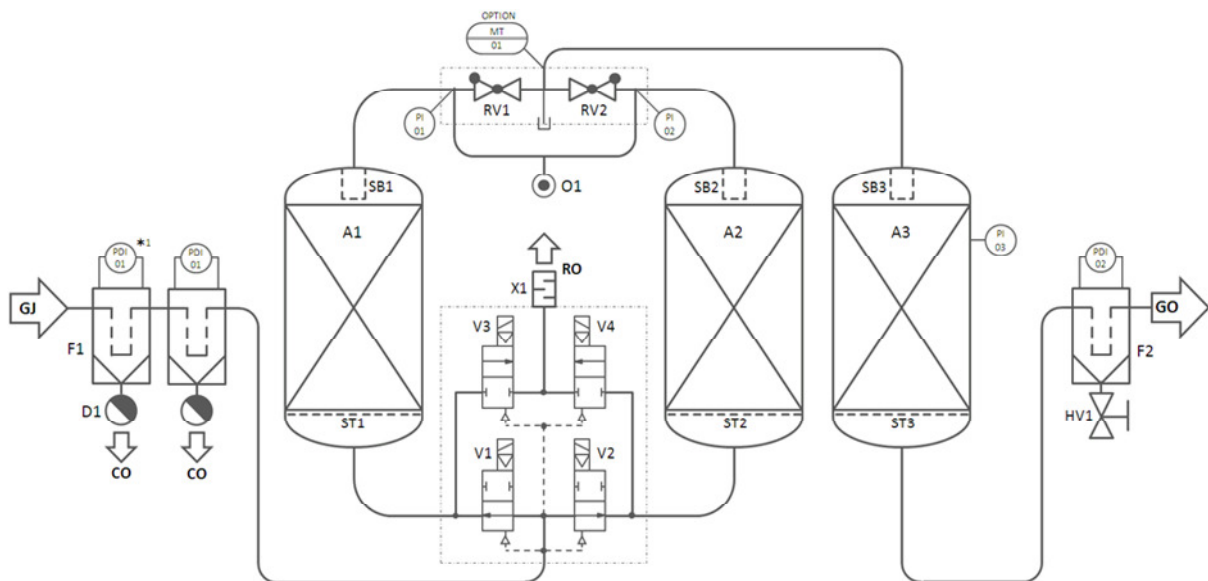 OPTION
MT
01
RV1
RV2
PI
01
PI
02
O1
SB1
SB2
SB3
A1
A2
A3
PI
03
RO
X1
PDI
01
*1
PDI
01
PDI
02
GJ
GO
F1
F2
V3
V4
D1
HV1
ST1
ST2
ST3
V1
V2
CO
CO